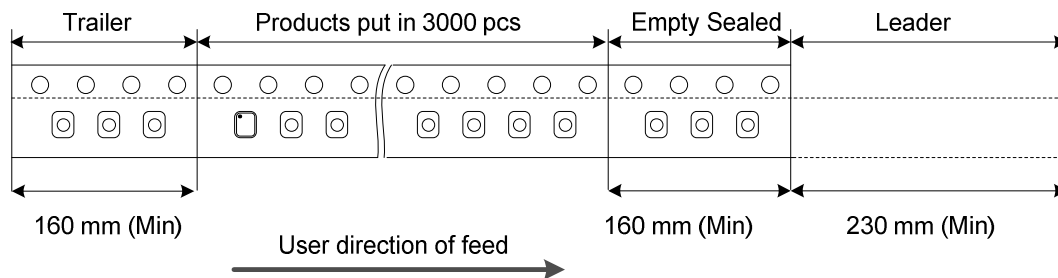 Trailer Products put in 3000 pcs Empty Sealed Leader
160 mm (Min) 160 mm (Min) 230 mm (Min)
User direction of feed